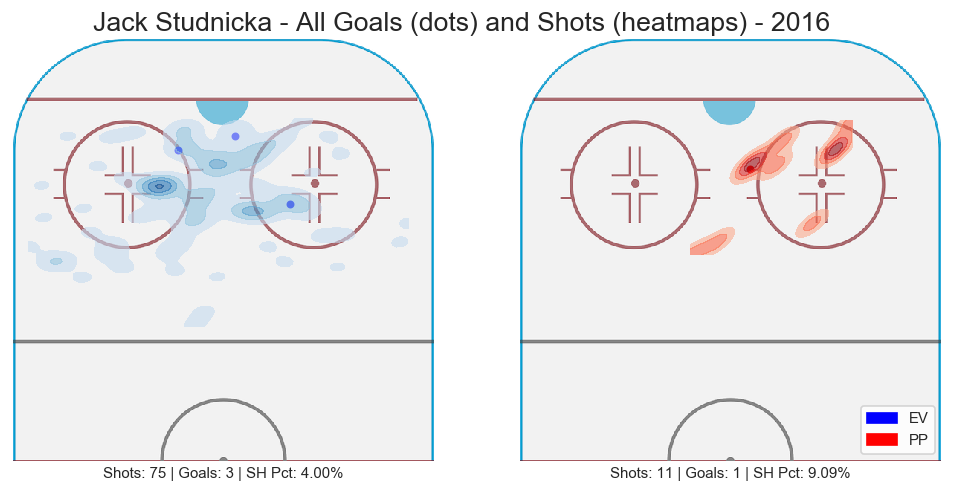 Jack Studnicka - All Goals (dots) and Shots (heatmaps) - 2016
EV
PP
Shots: 75 | Goals: 3 | SH Pct: 4.00%
Shots: 11 | Goals: 1 | SH Pct: 9.09%